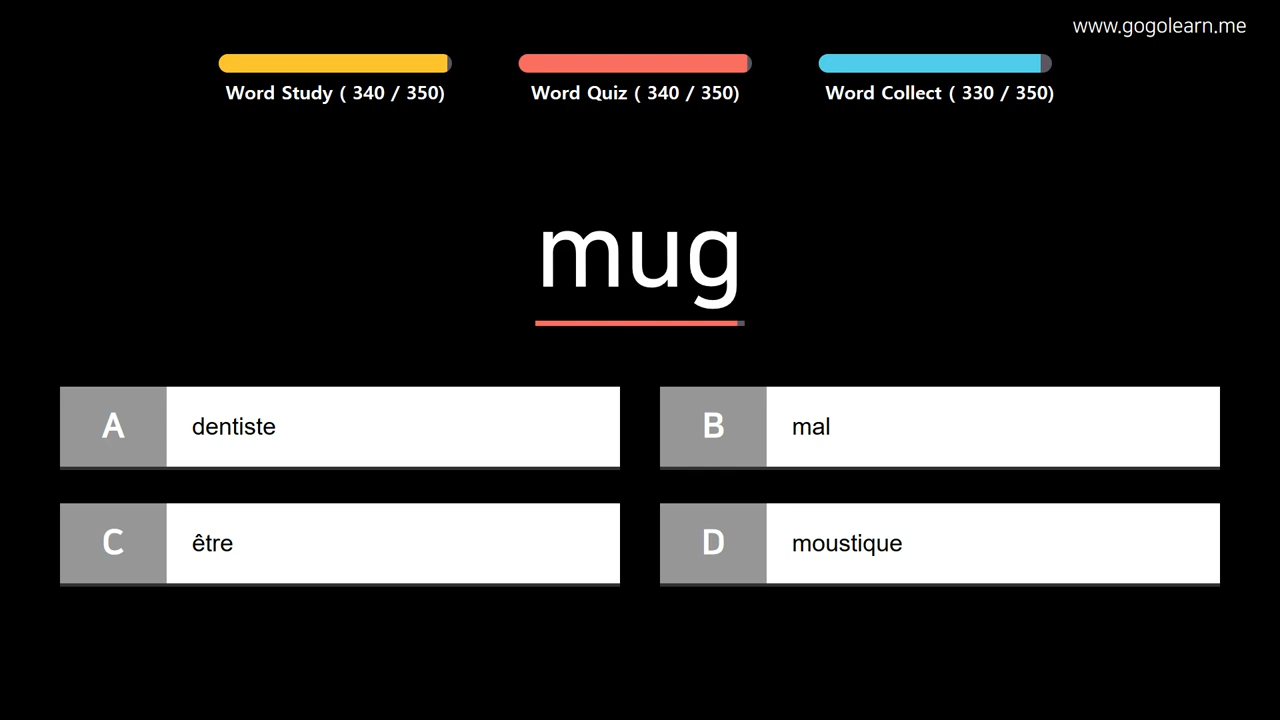 www.gogolearn.me
Word Study ( 340 / 350)
Word Quiz ( 340 / 350)
Word Collect ( 330 / 350)
mug
A dentiste
B mal
C être
D moustique